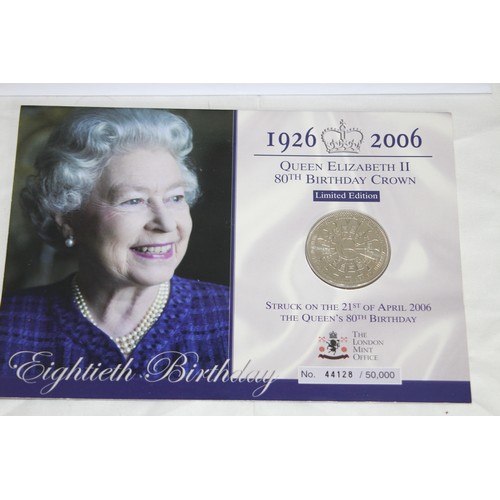 1926 2006
QUEEN ELIZABETH II
80TH BIRTHDAY CROWN
Limited Edition
STRUCK ON THE 21ST OF APRIL 2006
THE QUEEN'S 80TH BIRTHDAY
THE
LONDON
MINT
OFFICE
No. 44128 / 50,000
Eightieth Birthday